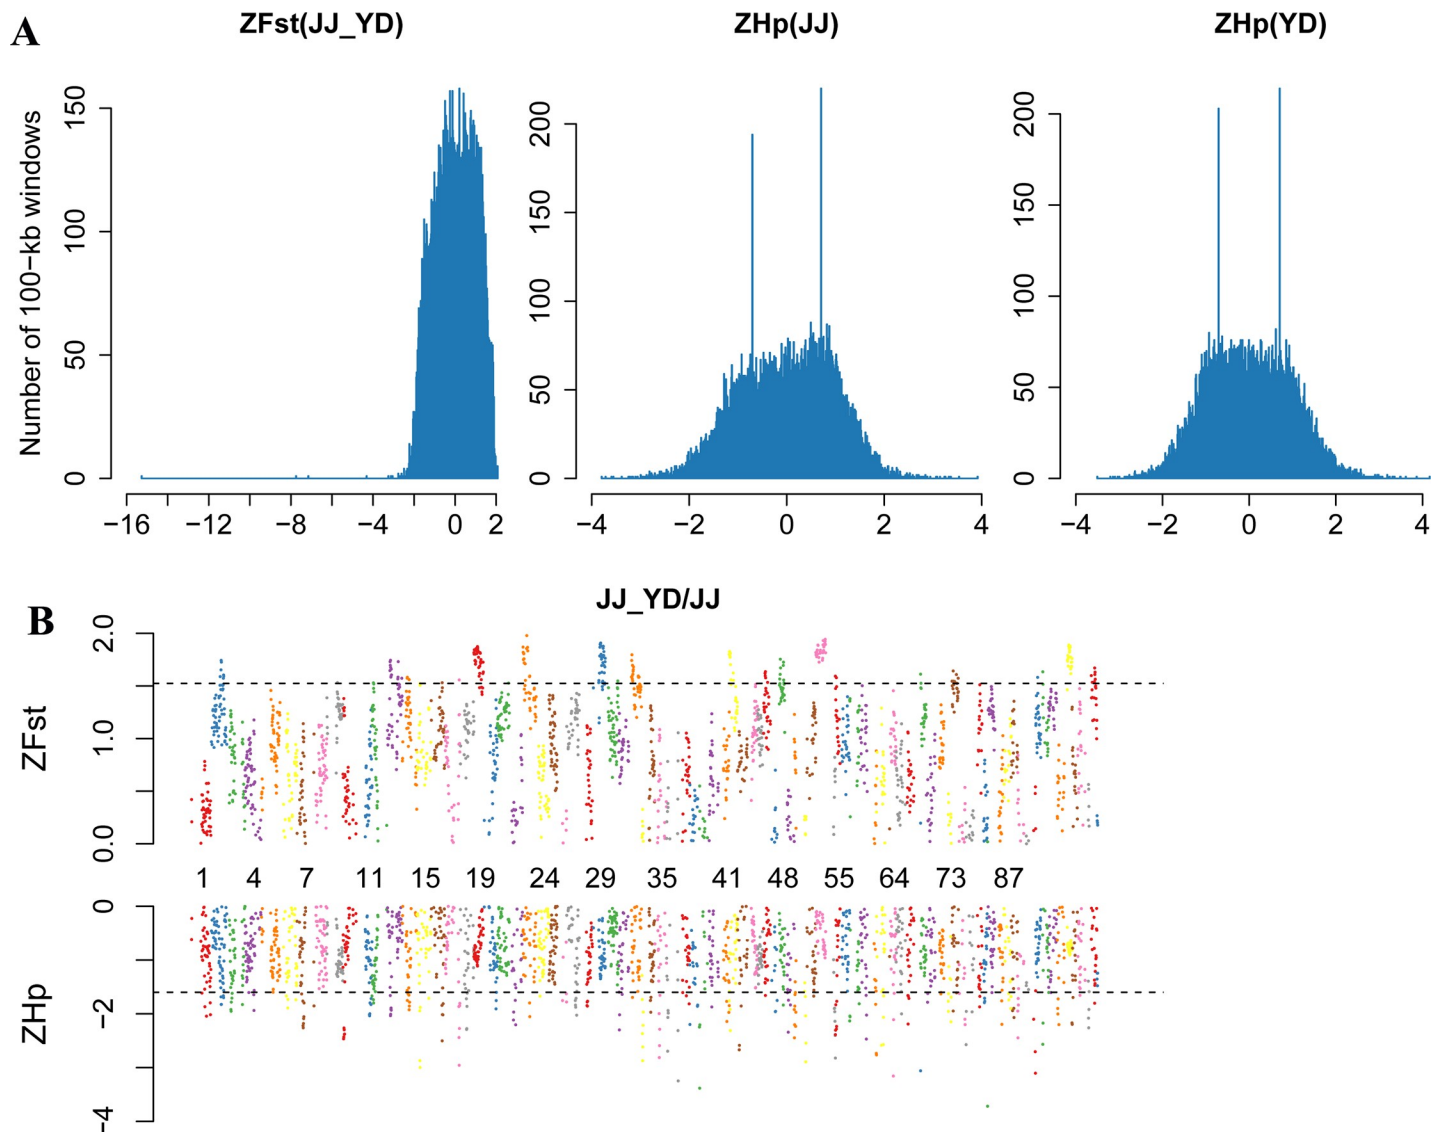 A
ZFst(JJ_YD)
ZHp(JJ)
ZHp(YD)
Number of 100−kb windows
0 50 100 150
−16 −12 −8 −4 0 2
0 50 100 150 200
−4 −2 0 2 4
0 50 100 150 200
−4 −2 0 2 4
B
JJ_YD/JJ
ZFst
2.0
1.0
0.0
1 4 7 11 15 19 24 29 35 41 48 55 64 73 87
ZHp
0
−2
−4